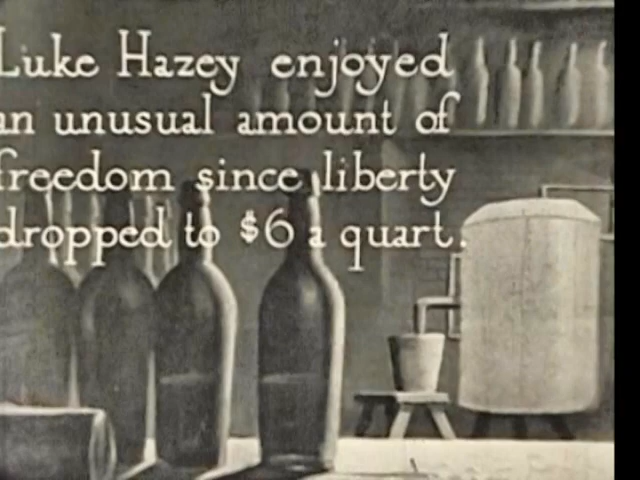 Luke Hazey enjoyed
an unusual amount of
freedom since liberty
dropped to $6 a quart.